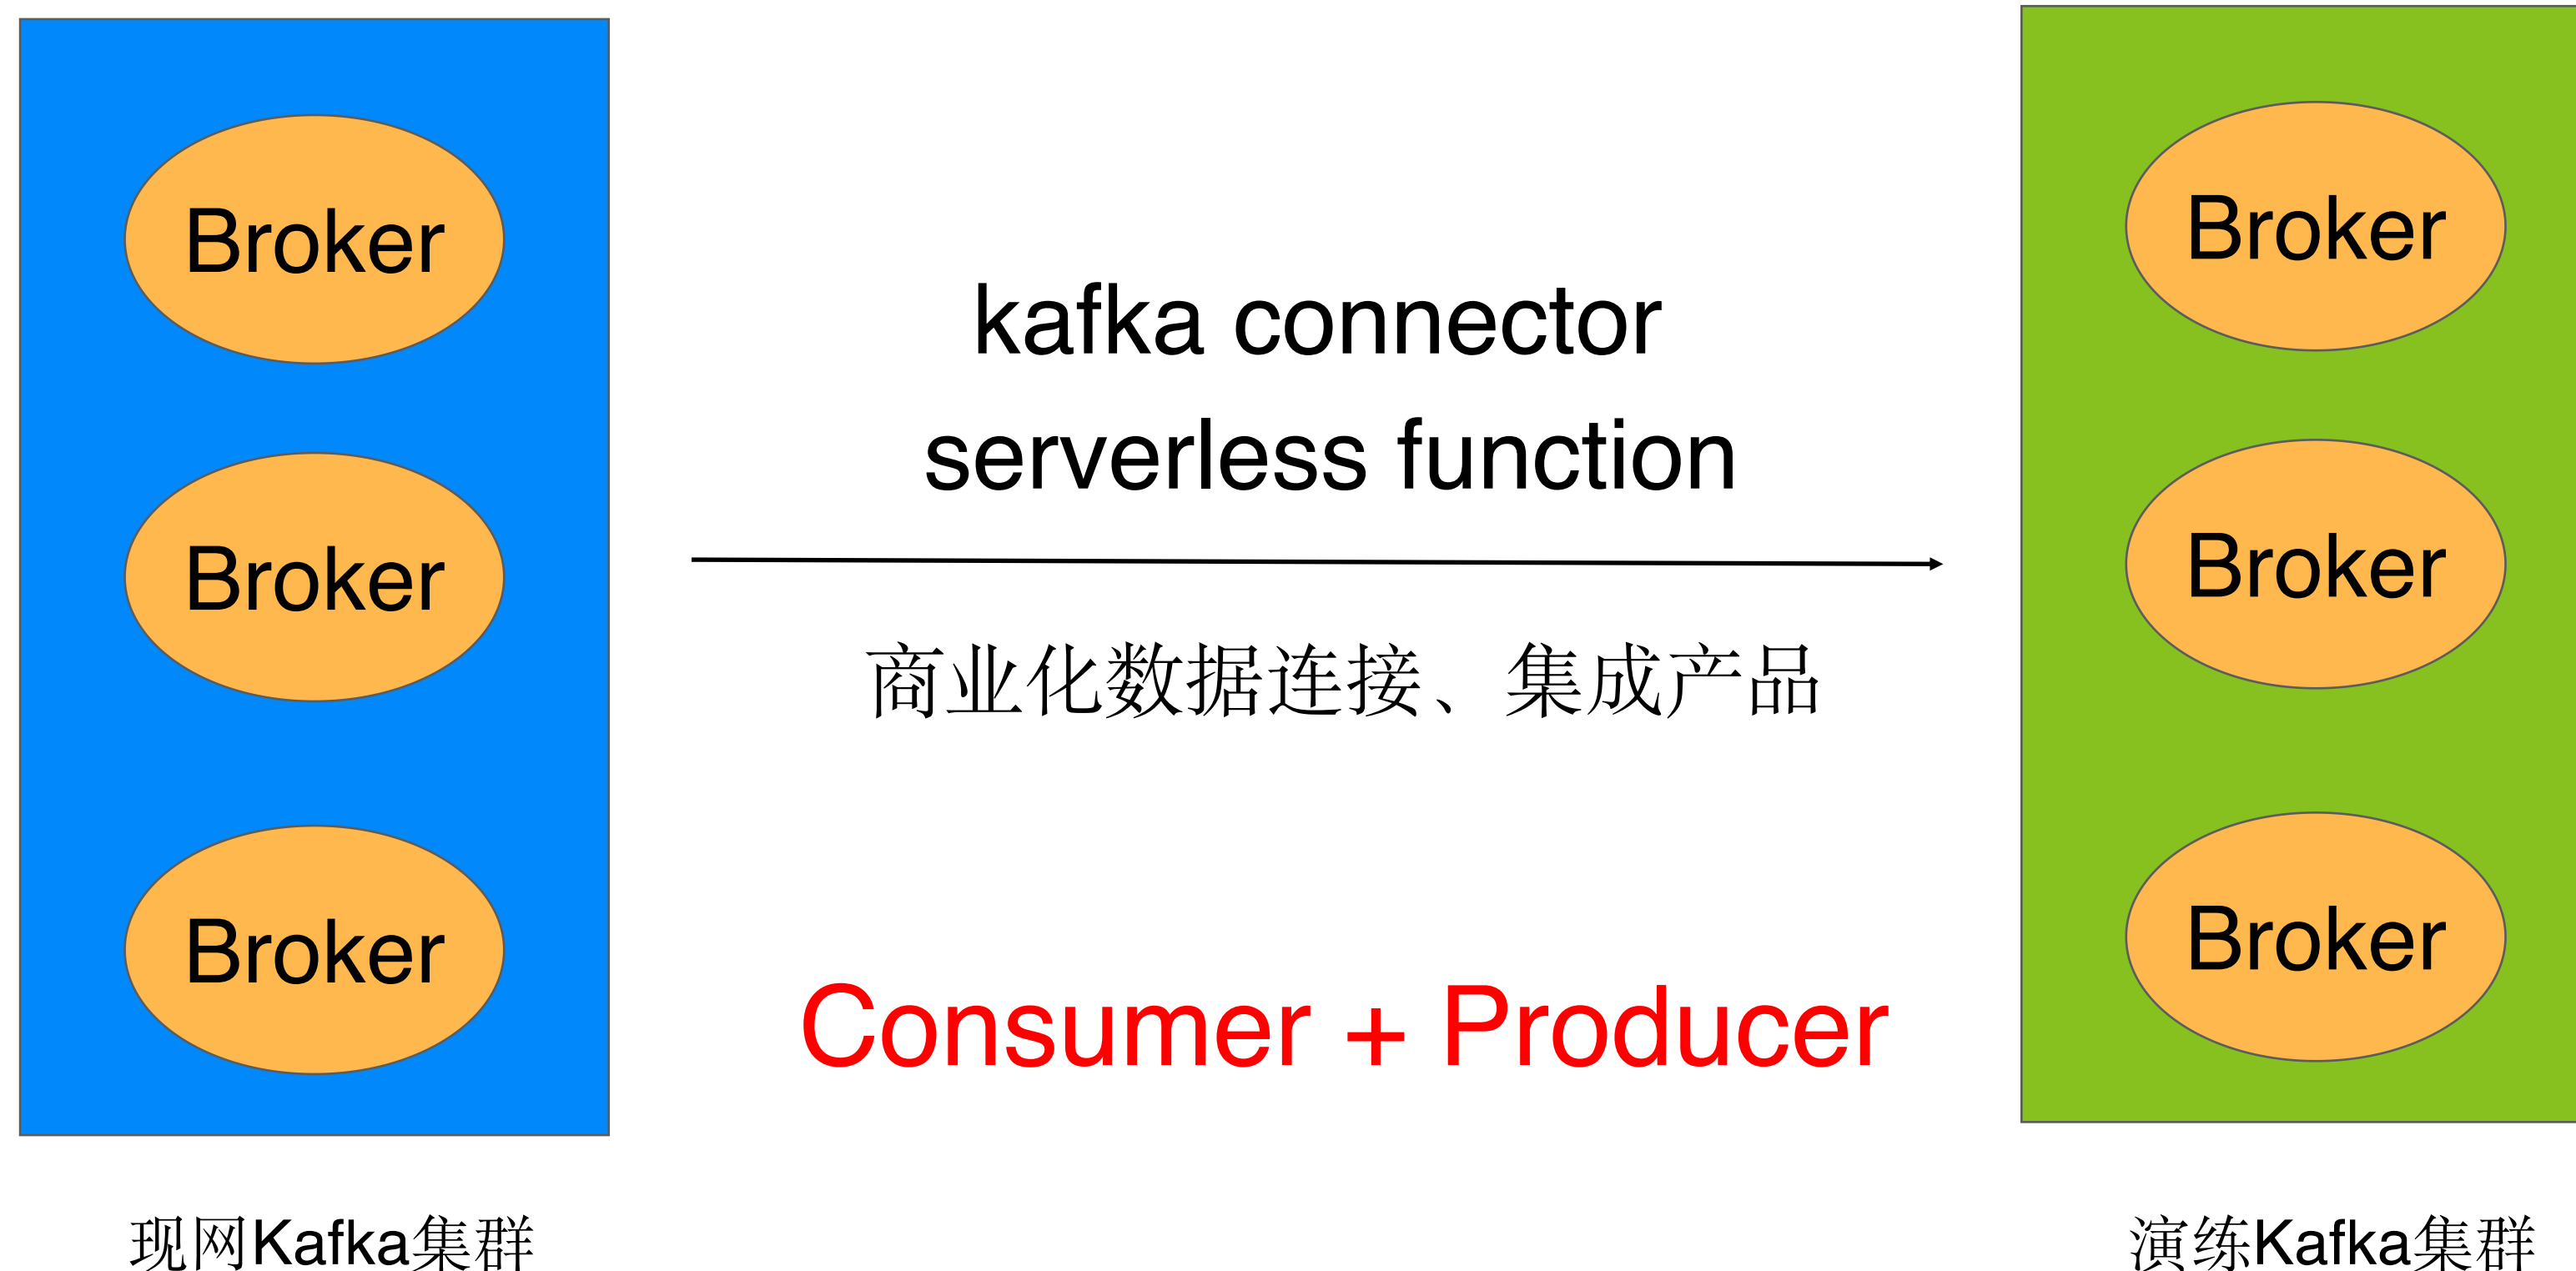 Broker
Broker
Broker
现网Kafka集群
kafka connector
serverless function
商业化数据连接、集成产品
Consumer + Producer
Broker
Broker
Broker
演练Kafka集群